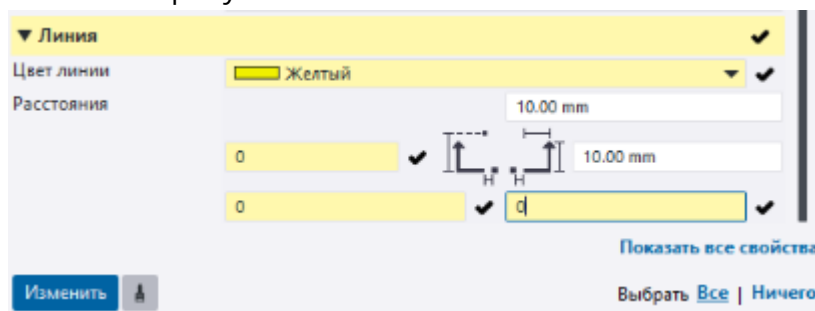 Линия
Цвет линии Желтый
Расстояния 10.00 mm
0 10.00 mm
H H
0 0
Показать все свойства
Изменить Выбрать Все | Ничего